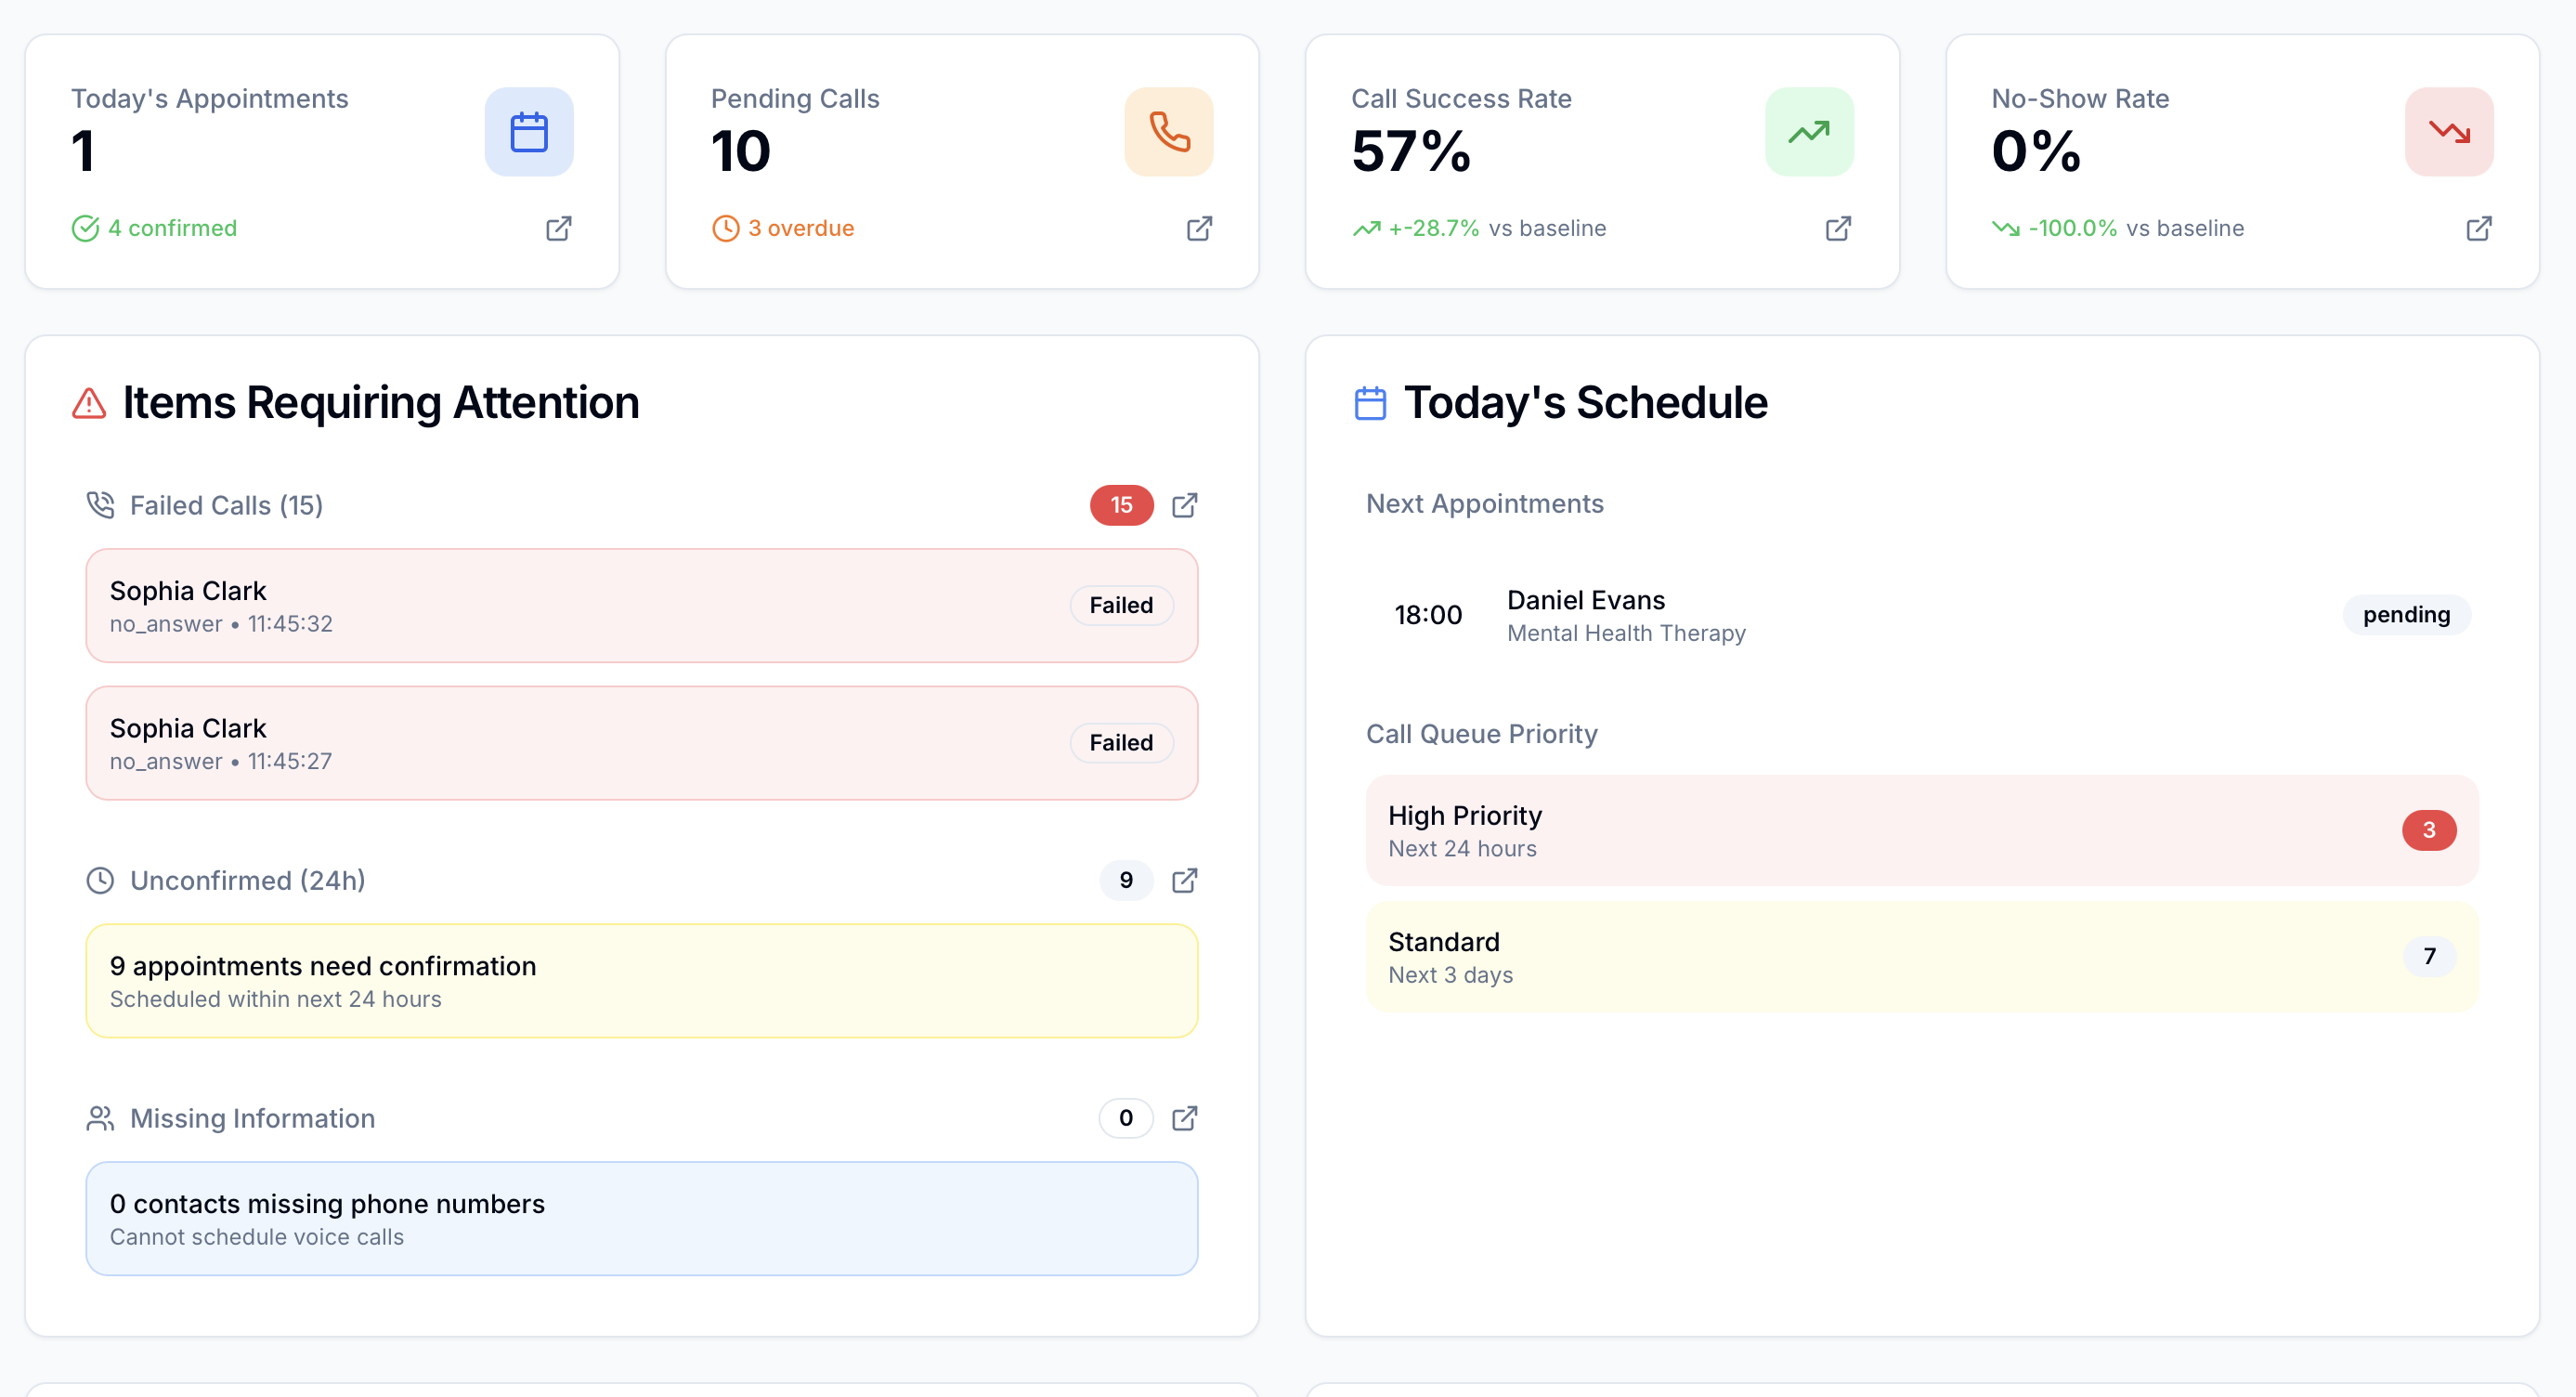 Today's Appointments
1
4 confirmed
Pending Calls
10
3 overdue
Call Success Rate
57%
+-28.7% vs baseline
No-Show Rate
0%
-100.0% vs baseline
Items Requiring Attention
Failed Calls (15)
15
Sophia Clark
no_answer • 11:45:32
Failed
Sophia Clark
no_answer • 11:45:27
Failed
Unconfirmed (24h)
9
9 appointments need confirmation
Scheduled within next 24 hours
Missing Information
0
0 contacts missing phone numbers
Cannot schedule voice calls
Today's Schedule
Next Appointments
18:00
Daniel Evans
Mental Health Therapy
pending
Call Queue Priority
High Priority
Next 24 hours
3
Standard
Next 3 days
7